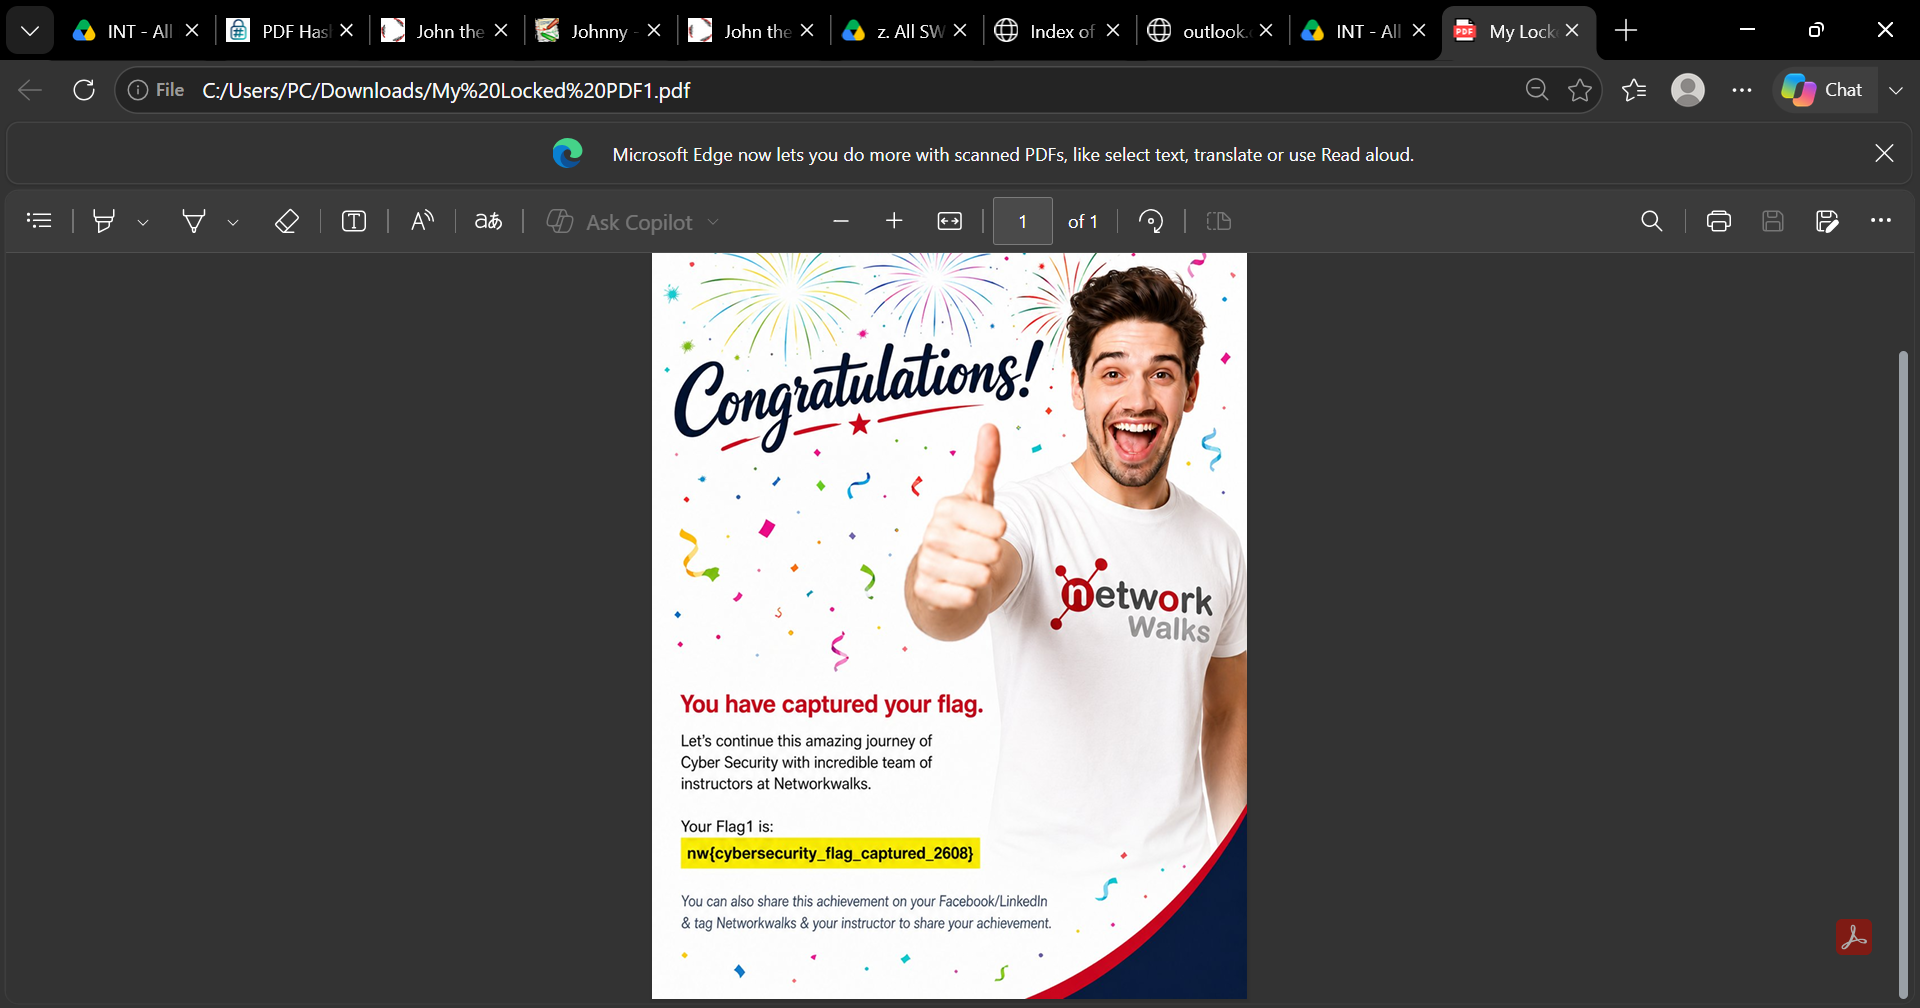 INT - All
PDF Hash
John the
Johnny -
John the
z. All SW
Index of
outlook.
INT - All
My Lock
File
C:/Users/PC/Downloads/My%20Locked%20PDF1.pdf
Chat
Microsoft Edge now lets you do more with scanned PDFs, like select text, translate or use Read aloud.
Ask Copilot
1
of 1
Congratulations!
network
Walks
You have captured your flag.
Let's continue this amazing journey of
Cyber Security with incredible team of
instructors at Networkwalks.
Your Flag1 is:
nw{cybersecurity_flag_captured_2608}
You can also share this achievement on your Facebook/LinkedIn
& tag Networkwalks & your instructor to share your achievement.